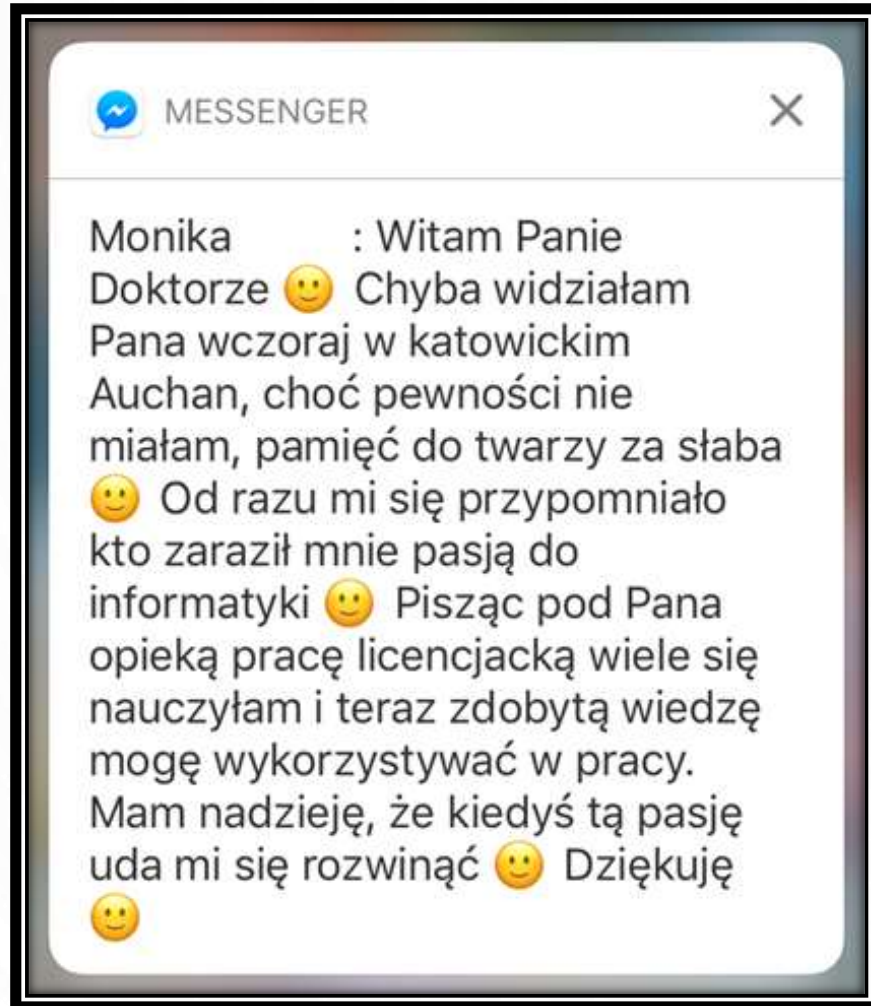 MESSENGER
Monika : Witam Panie
Doktorze 🙂 Chyba widziałam
Pana wczoraj w katowickim
Auchan, choć pewności nie
miałam, pamięć do twarzy za słaba
🙂 Od razu mi się przypomniało
kto zaraził mnie pasją do
informatyki 🙂 Pisząc pod Pana
opieką pracę licencjacką wiele się
nauczyłam i teraz zdobytą wiedzę
mogę wykorzystywać w pracy.
Mam nadzieję, że kiedyś tą pasję
uda mi się rozwinąć 🙂 Dziękuję
🙂